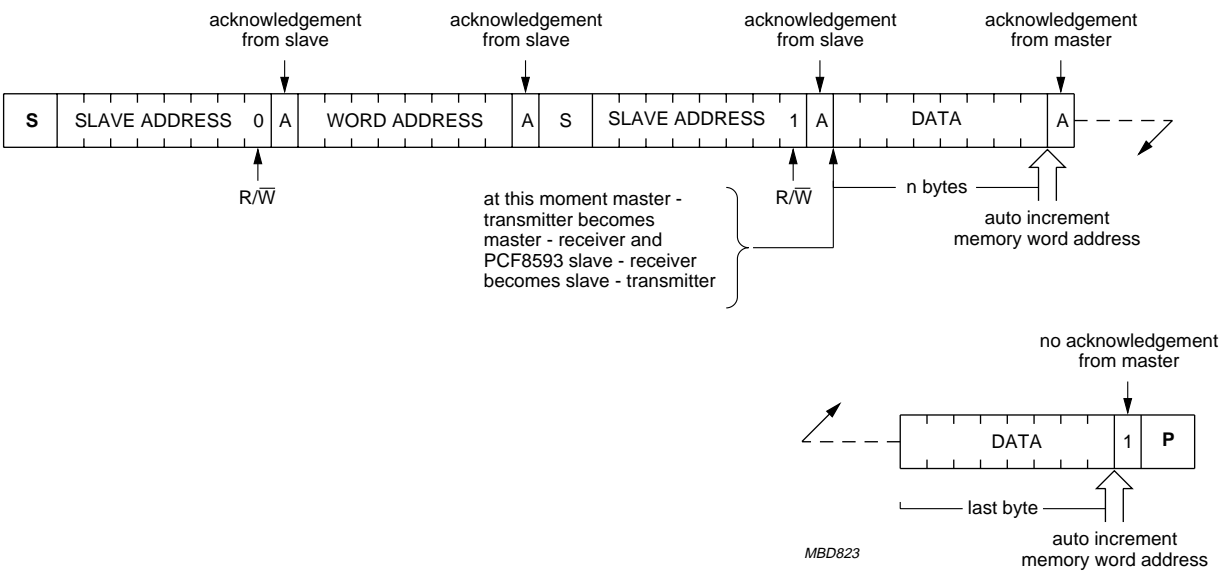 acknowledgement
from slave
acknowledgement
from slave
acknowledgement
from slave
acknowledgement
from master
S SLAVE ADDRESS 0 A WORD ADDRESS A S SLAVE ADDRESS 1 A DATA A
R/W̅
R/W̅
n bytes
at this moment master -
transmitter becomes
master - receiver and
PCF8593 slave - receiver
becomes slave - transmitter
auto increment
memory word address
no acknowledgement
from master
DATA 1 P
last byte
auto increment
memory word address
MBD823